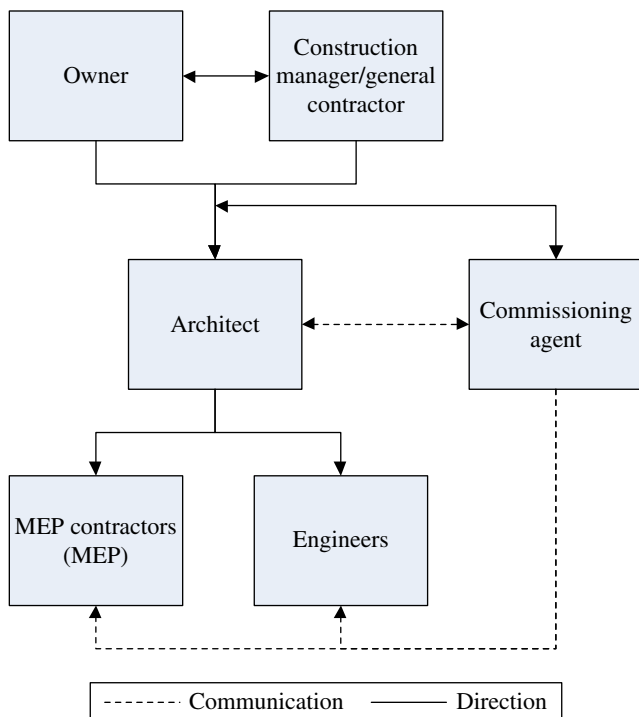 Owner
Construction
manager/general
contractor
Architect
Commissioning
agent
MEP contractors
(MEP)
Engineers
Communication
Direction